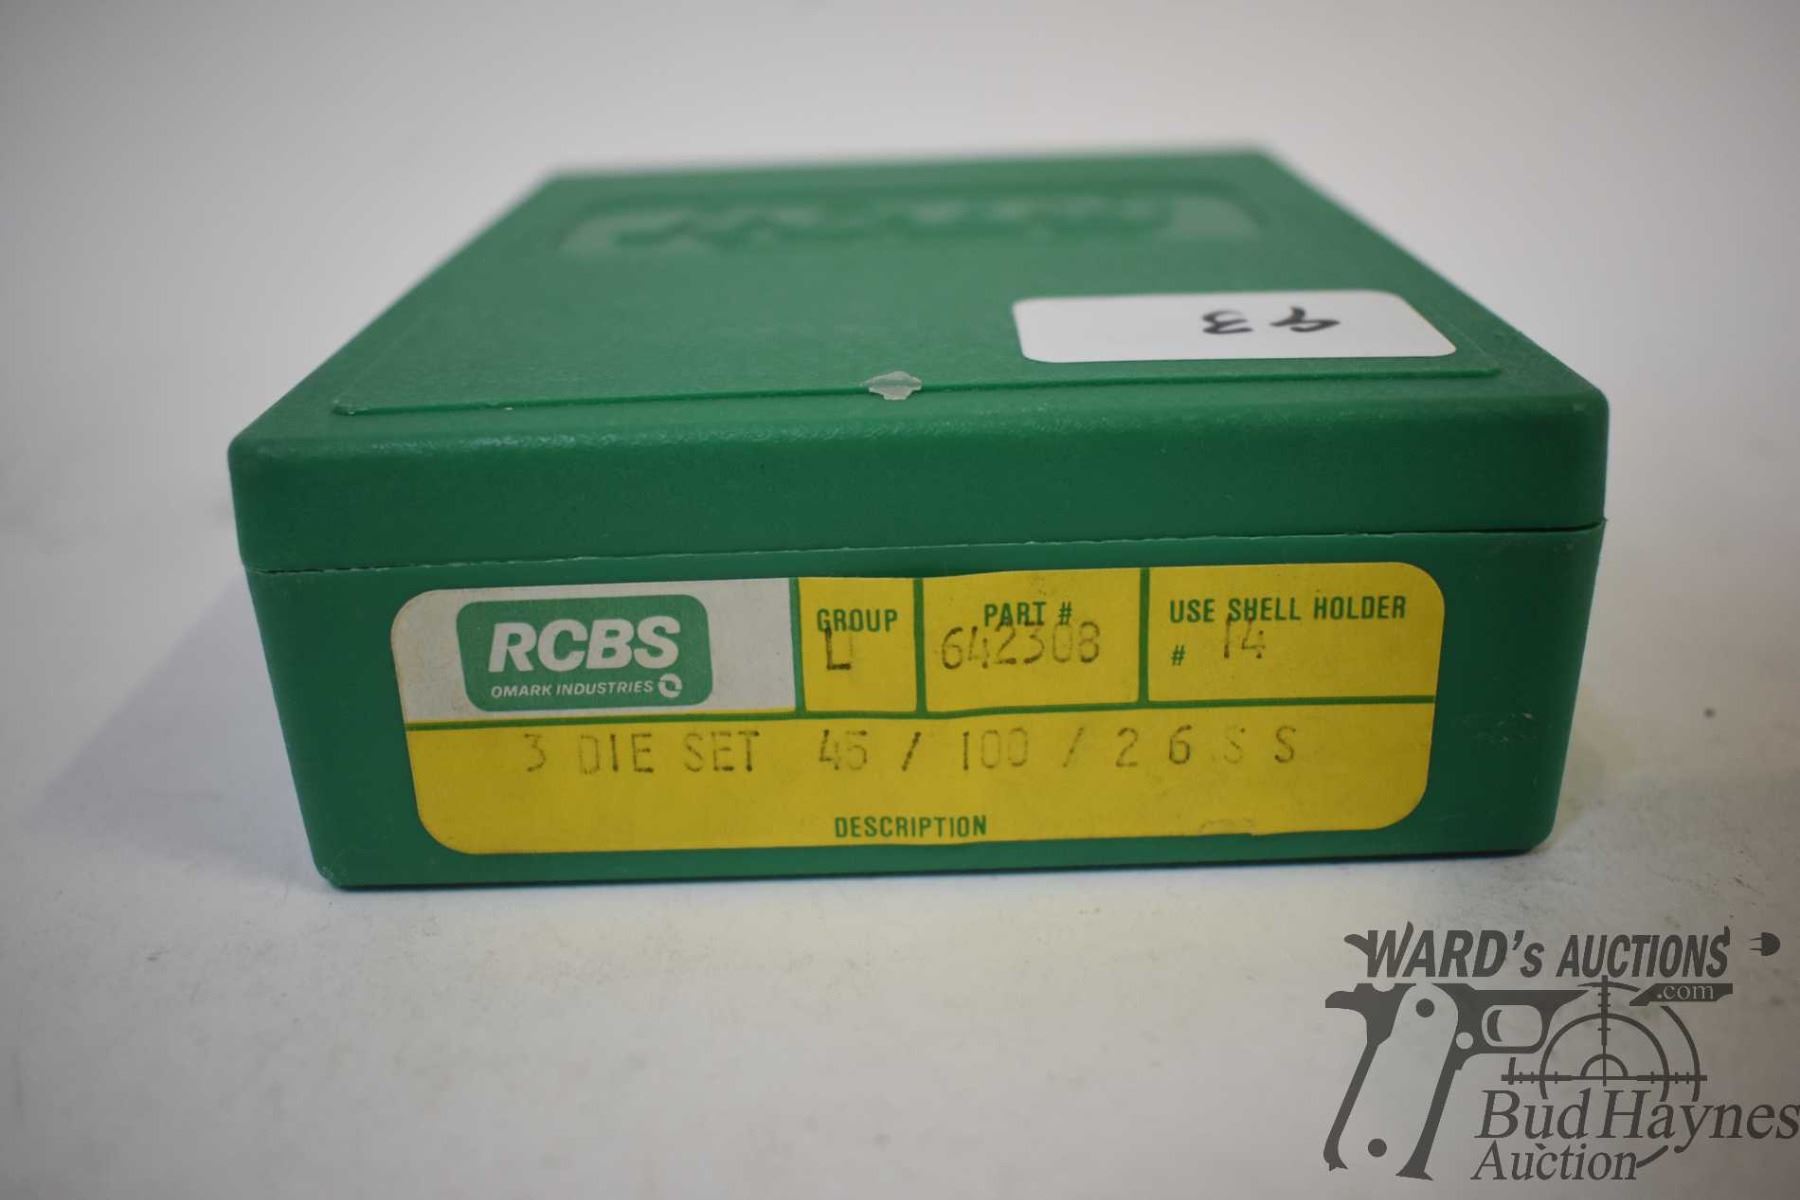 93
RCBS
OMARK INDUSTRIES
GROUP
L
PART #
642308
USE SHELL HOLDER
# 14
3 DIE SET 45 / 100 / 2 6 S S
DESCRIPTION
WARD's AUCTIONS
.com
Bud Haynes
Auction